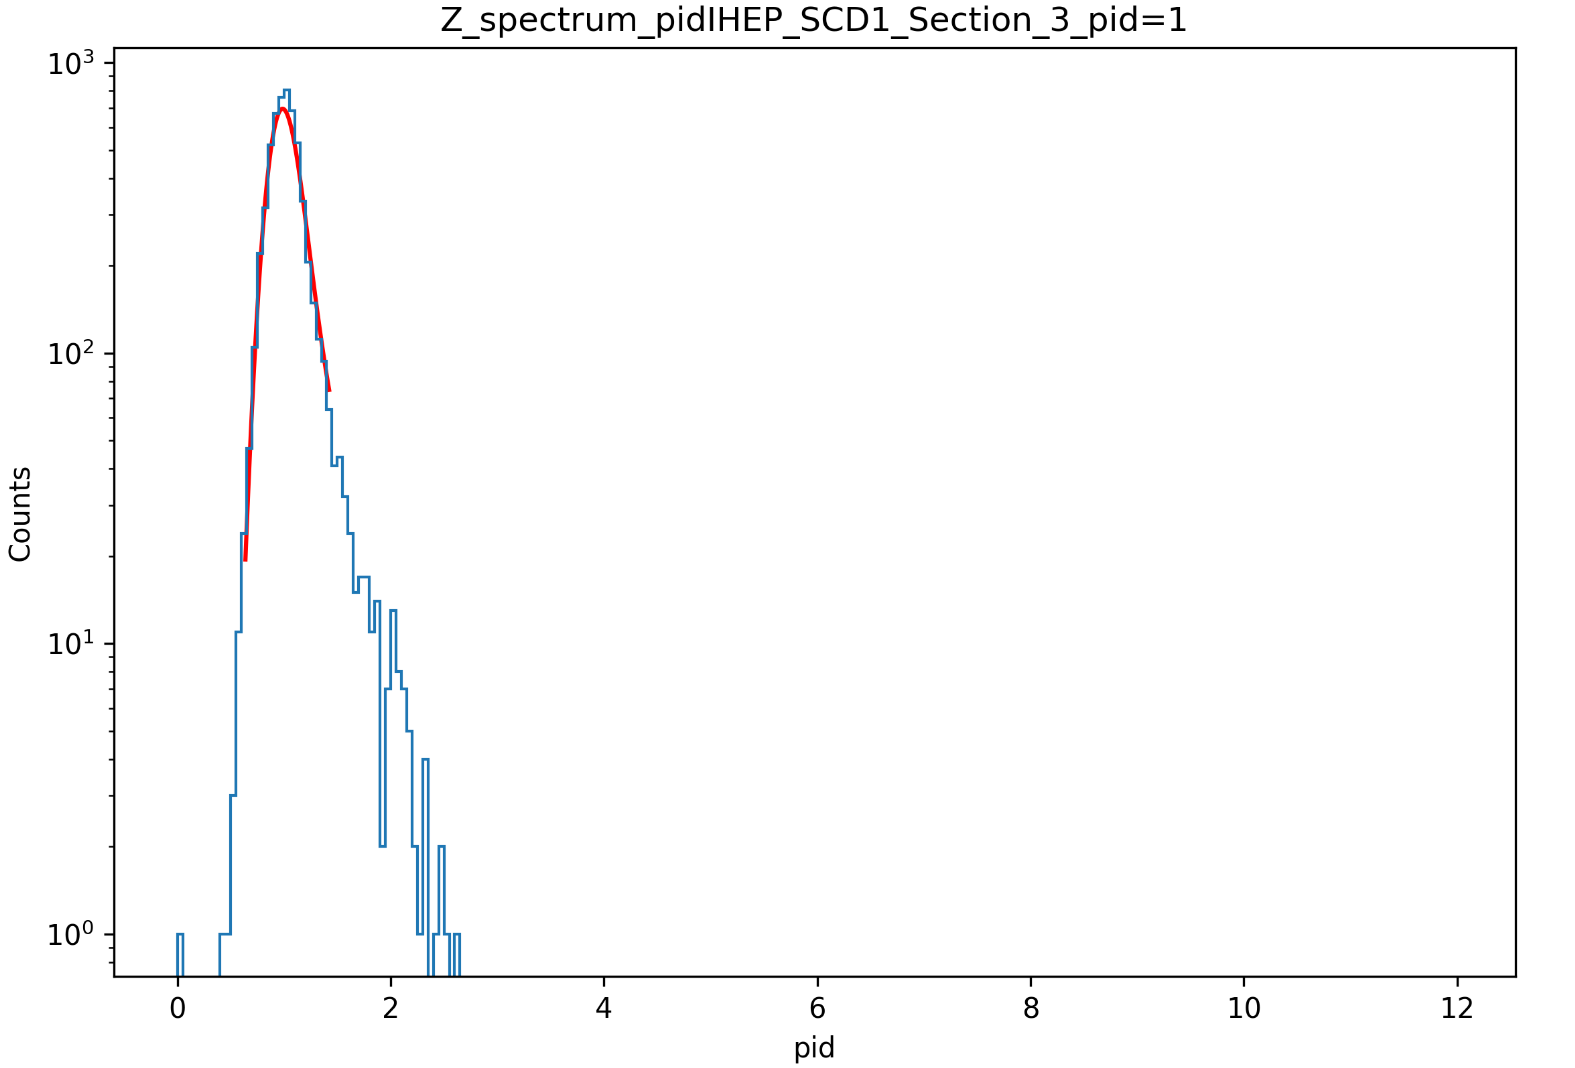 Z_spectrum_pidIHEP_SCD1_Section_3_pid=1
10³
10²
10¹
10⁰
Counts
0 2 4 6 8 10 12
pid